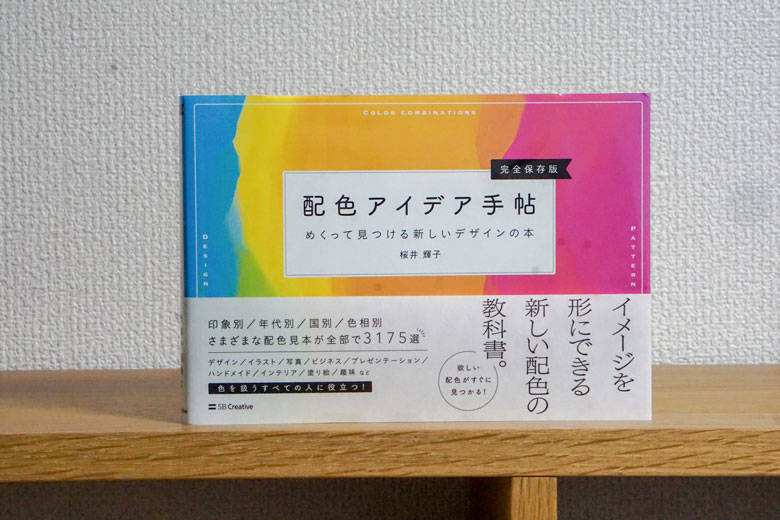 COLOR COMBINATIONS
完全保存版
配色アイデア手帖
めくって見つける新しいデザインの本
桜井 輝子
DESIGN
PATTERN
イメージを
形にできる
新しい配色の
教科書。
印象別／年代別／国別／色相別
さまざまな配色見本が全部で3175選
デザイン／イラスト／写真／ビジネス／プレゼンテーション／
ハンドメイド／インテリア／塗り絵／趣味 など
色を扱うすべての人に役立つ！
欲しい
配色がすぐに
見つかる！
SB Creative